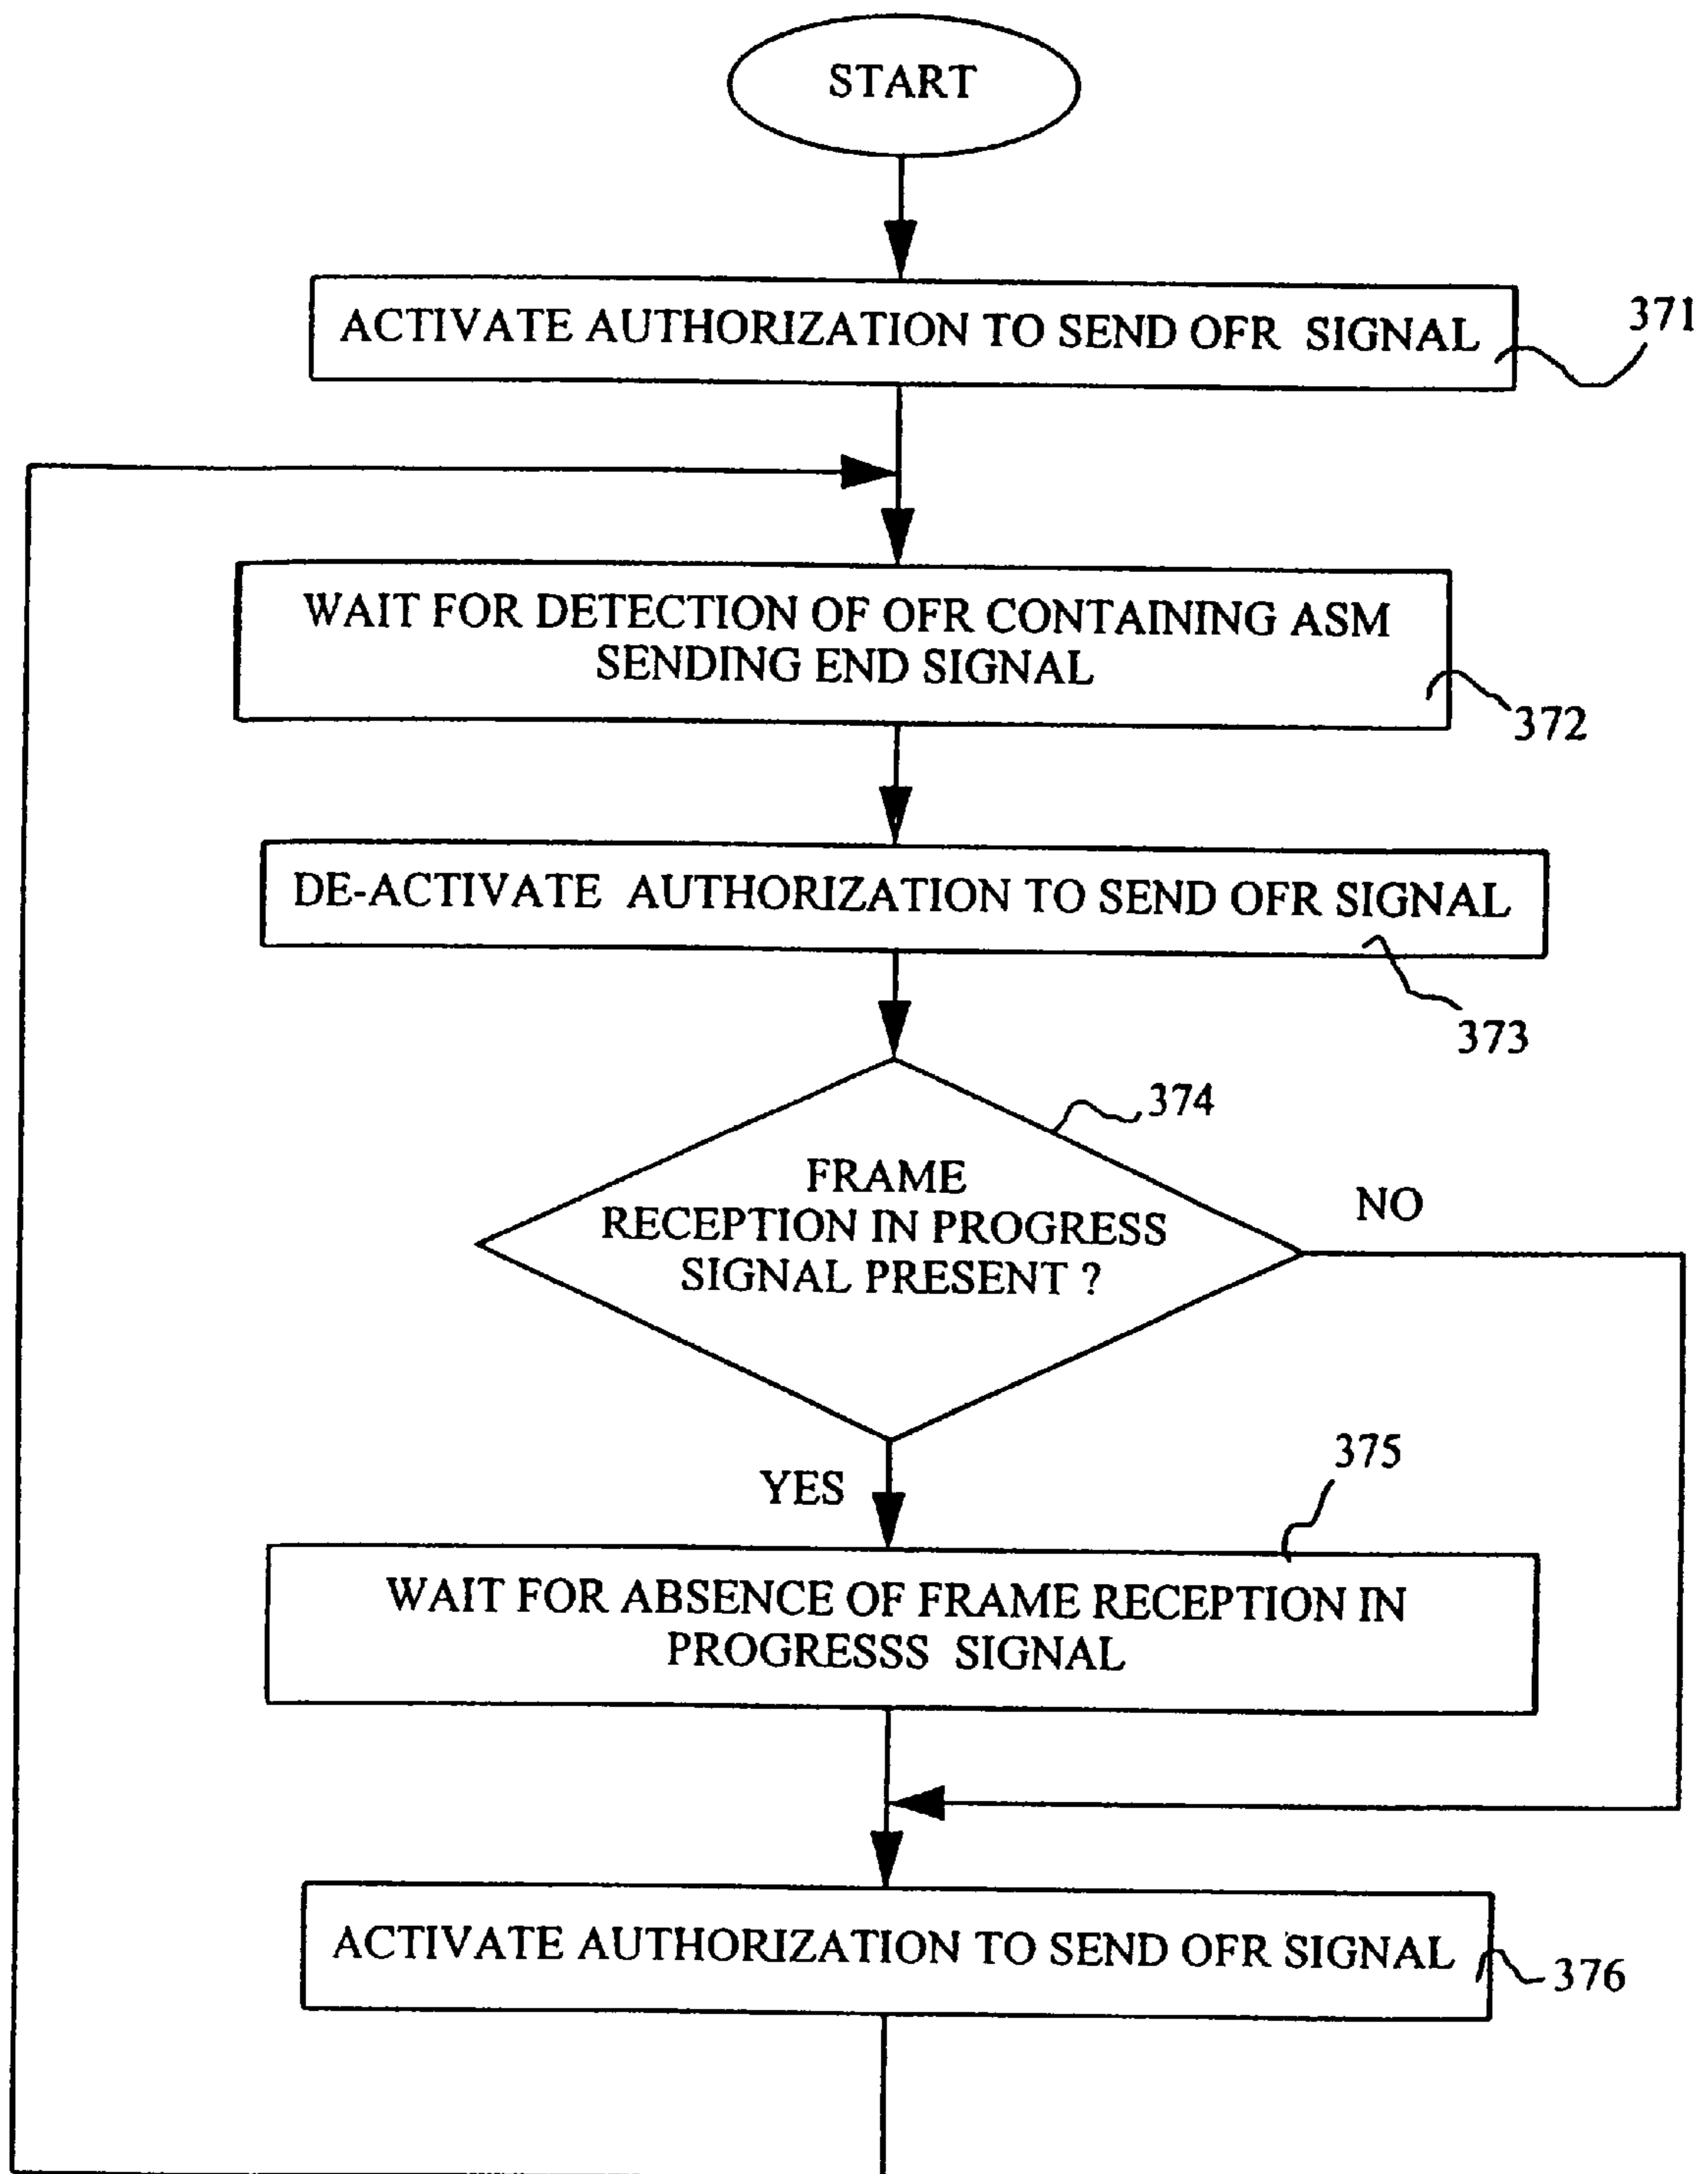 START
ACTIVATE AUTHORIZATION TO SEND OFR SIGNAL
371
WAIT FOR DETECTION OF OFR CONTAINING ASM
SENDING END SIGNAL
372
DE-ACTIVATE AUTHORIZATION TO SEND OFR SIGNAL
373
374
FRAME
RECEPTION IN PROGRESS
SIGNAL PRESENT ?
NO
YES
375
WAIT FOR ABSENCE OF FRAME RECEPTION IN
PROGRESSS SIGNAL
ACTIVATE AUTHORIZATION TO SEND OFR SIGNAL
376